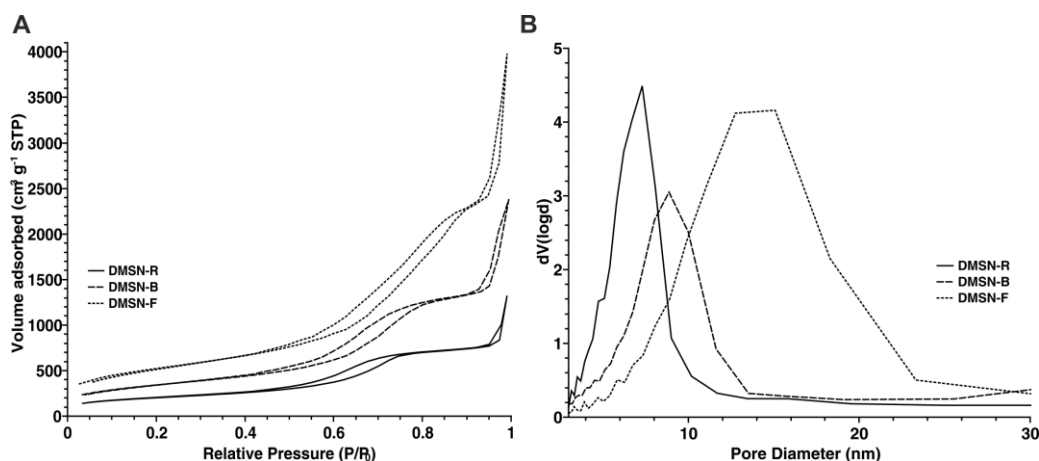 A
4000
3500
3000
2500
2000
1500
1000
500
0
Volume adsorbed (cm³ g⁻¹ STP)
DMSN-R
DMSN-B
DMSN-F
0 0.2 0.4 0.6 0.8 1
Relative Pressure (P/P₀)
B
5
4
3
2
1
0
dV(logd)
DMSN-R
DMSN-B
DMSN-F
10 20 30
Pore Diameter (nm)